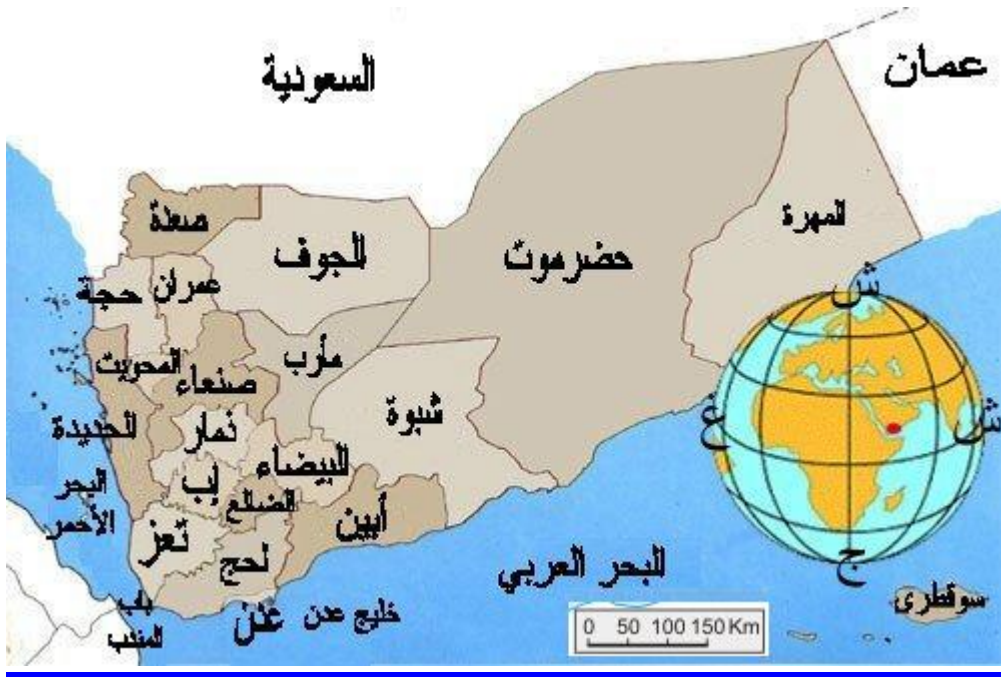 السعودية
عمان
صعدة
الجوف
حضرموت
المهرة
حجة
عمران
مأرب
المحويت
صنعاء
شبوة
الحديدة
ذمار
البيضاء
إب
الضالع
أبين
البحر
الأحمر
تعز
لحج
البحر العربي
باب
المندب
عدن
خليج عدن
سوقطرى
ش
غ
ش
ج
0 50 100 150 Km